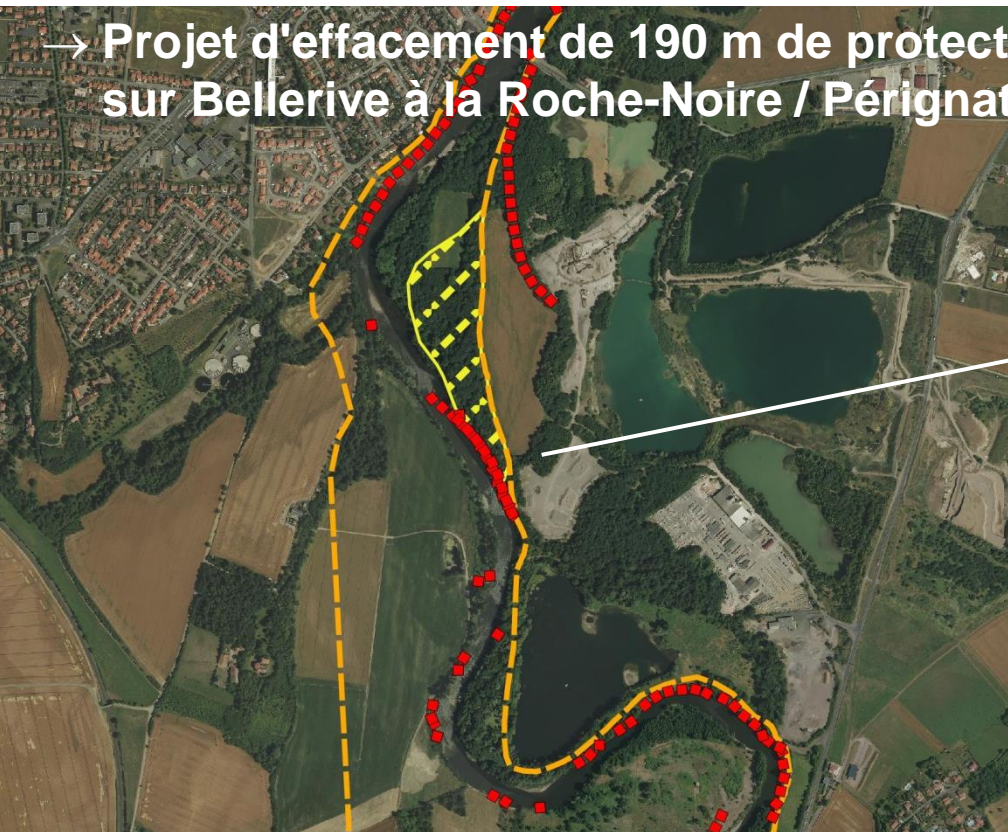 → Projet d'effacement de 190 m de protect
sur Bellerive à la Roche-Noire / Pérignat